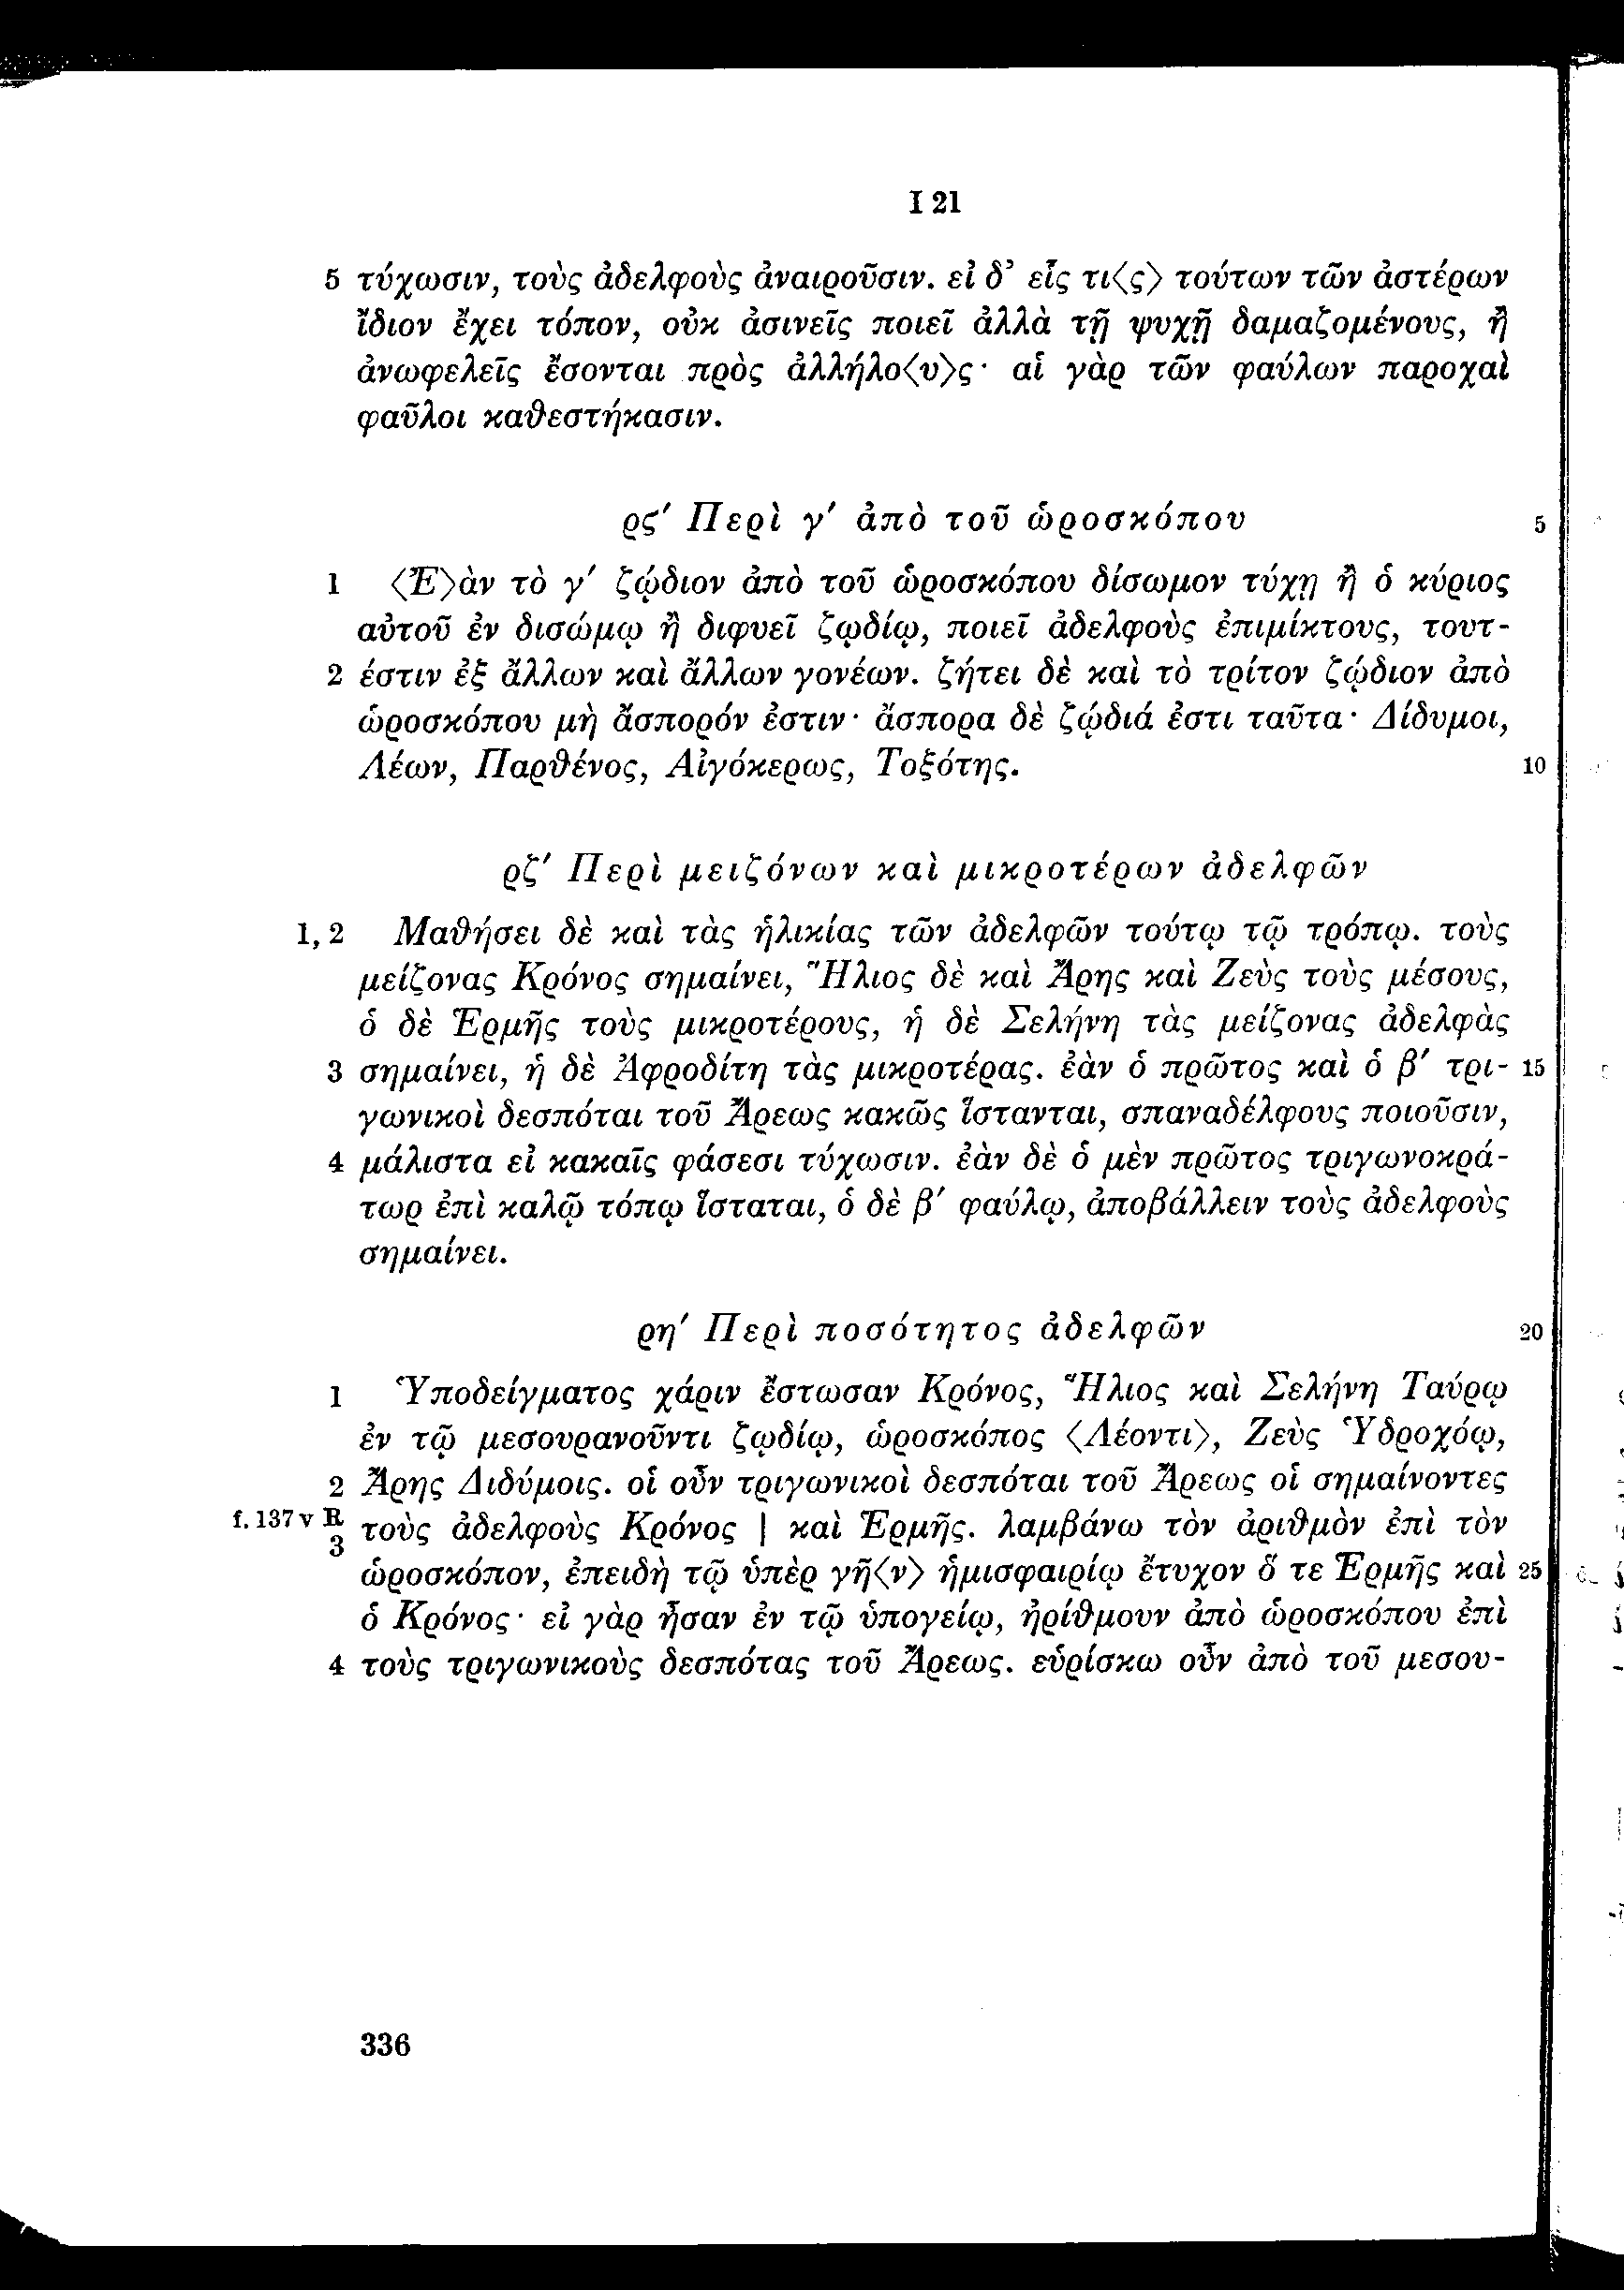 I 21
5 τύχωσιν, τοὺς ἀδελφοὺς ἀναιροῦσιν. εἰ δ’ εἷς τι⟨ς⟩ τούτων τῶν ἀστέρων
ἴδιον ἔχει τόπον, οὐκ ἀσινεῖς ποιεῖ ἀλλὰ τῇ ψυχῇ δαμαζομένους, ἢ
ἀνωφελεῖς ἔσονται πρὸς ἀλλήλο⟨υ⟩ς· αἱ γὰρ τῶν φαύλων παροχαὶ
φαῦλοι καθεστήκασιν.
ρϛ′ Περὶ γ′ ἀπὸ τοῦ ὡροσκόπου 5
1 ⟨Ἐ⟩ὰν τὸ γ′ ζῴδιον ἀπὸ τοῦ ὡροσκόπου δίσωμον τύχῃ ἢ ὁ κύριος
αὐτοῦ ἐν δισώμῳ ἢ διφυεῖ ζῳδίῳ, ποιεῖ ἀδελφοὺς ἐπιμίκτους, τουτ-
2 έστιν ἐξ ἄλλων καὶ ἄλλων γονέων. ζήτει δὲ καὶ τὸ τρίτον ζῴδιον ἀπὸ
ὡροσκόπου μὴ ἄσπορόν ἐστιν· ἄσπορα δὲ ζῴδιά ἐστι ταῦτα· Δίδυμοι,
Λέων, Παρθένος, Αἰγόκερως, Τοξότης. 10
ρζ′ Περὶ μειζόνων καὶ μικροτέρων ἀδελφῶν
1, 2 Μαθήσει δὲ καὶ τὰς ἡλικίας τῶν ἀδελφῶν τούτῳ τῷ τρόπῳ. τοὺς
μείζονας Κρόνος σημαίνει, Ἥλιος δὲ καὶ Ἄρης καὶ Ζεὺς τοὺς μέσους,
ὁ δὲ Ἑρμῆς τοὺς μικροτέρους, ἡ δὲ Σελήνη τὰς μείζονας ἀδελφὰς
3 σημαίνει, ἡ δὲ Ἀφροδίτη τὰς μικροτέρας. ἐὰν ὁ πρῶτος καὶ ὁ β′ τρι- 15
γωνικοὶ δεσπόται τοῦ Ἄρεως κακῶς ἵστανται, σπαναδέλφους ποιοῦσιν,
4 μάλιστα εἰ κακαῖς φάσεσι τύχωσιν. ἐὰν δὲ ὁ μὲν πρῶτος τριγωνοκρά-
τωρ ἐπὶ καλῷ τόπῳ ἵσταται, ὁ δὲ β′ φαύλῳ, ἀποβάλλειν τοὺς ἀδελφοὺς
σημαίνει.
ρη′ Περὶ ποσότητος ἀδελφῶν 20
1 Ὑποδείγματος χάριν ἔστωσαν Κρόνος, Ἥλιος καὶ Σελήνη Ταύρῳ
ἐν τῷ μεσουρανοῦντι ζῳδίῳ, ὡροσκόπος ⟨Λέοντι⟩, Ζεὺς Ὑδροχόῳ,
2 Ἄρης Διδύμοις. οἱ οὖν τριγωνικοὶ δεσπόται τοῦ Ἄρεως οἱ σημαίνοντες
f. 137 v R 3 τοὺς ἀδελφοὺς Κρόνος | καὶ Ἑρμῆς. λαμβάνω τὸν ἀριθμὸν ἐπὶ τὸν
ὡροσκόπον, ἐπειδὴ τῷ ὑπὲρ γῆ⟨ν⟩ ἡμισφαιρίῳ ἔτυχον ὅ τε Ἑρμῆς καὶ 25
ὁ Κρόνος· εἰ γὰρ ἦσαν ἐν τῷ ὑπογείῳ, ἠρίθμουν ἀπὸ ὡροσκόπου ἐπὶ
4 τοὺς τριγωνικοὺς δεσπότας τοῦ Ἄρεως. εὑρίσκω οὖν ἀπὸ τοῦ μεσου-
336